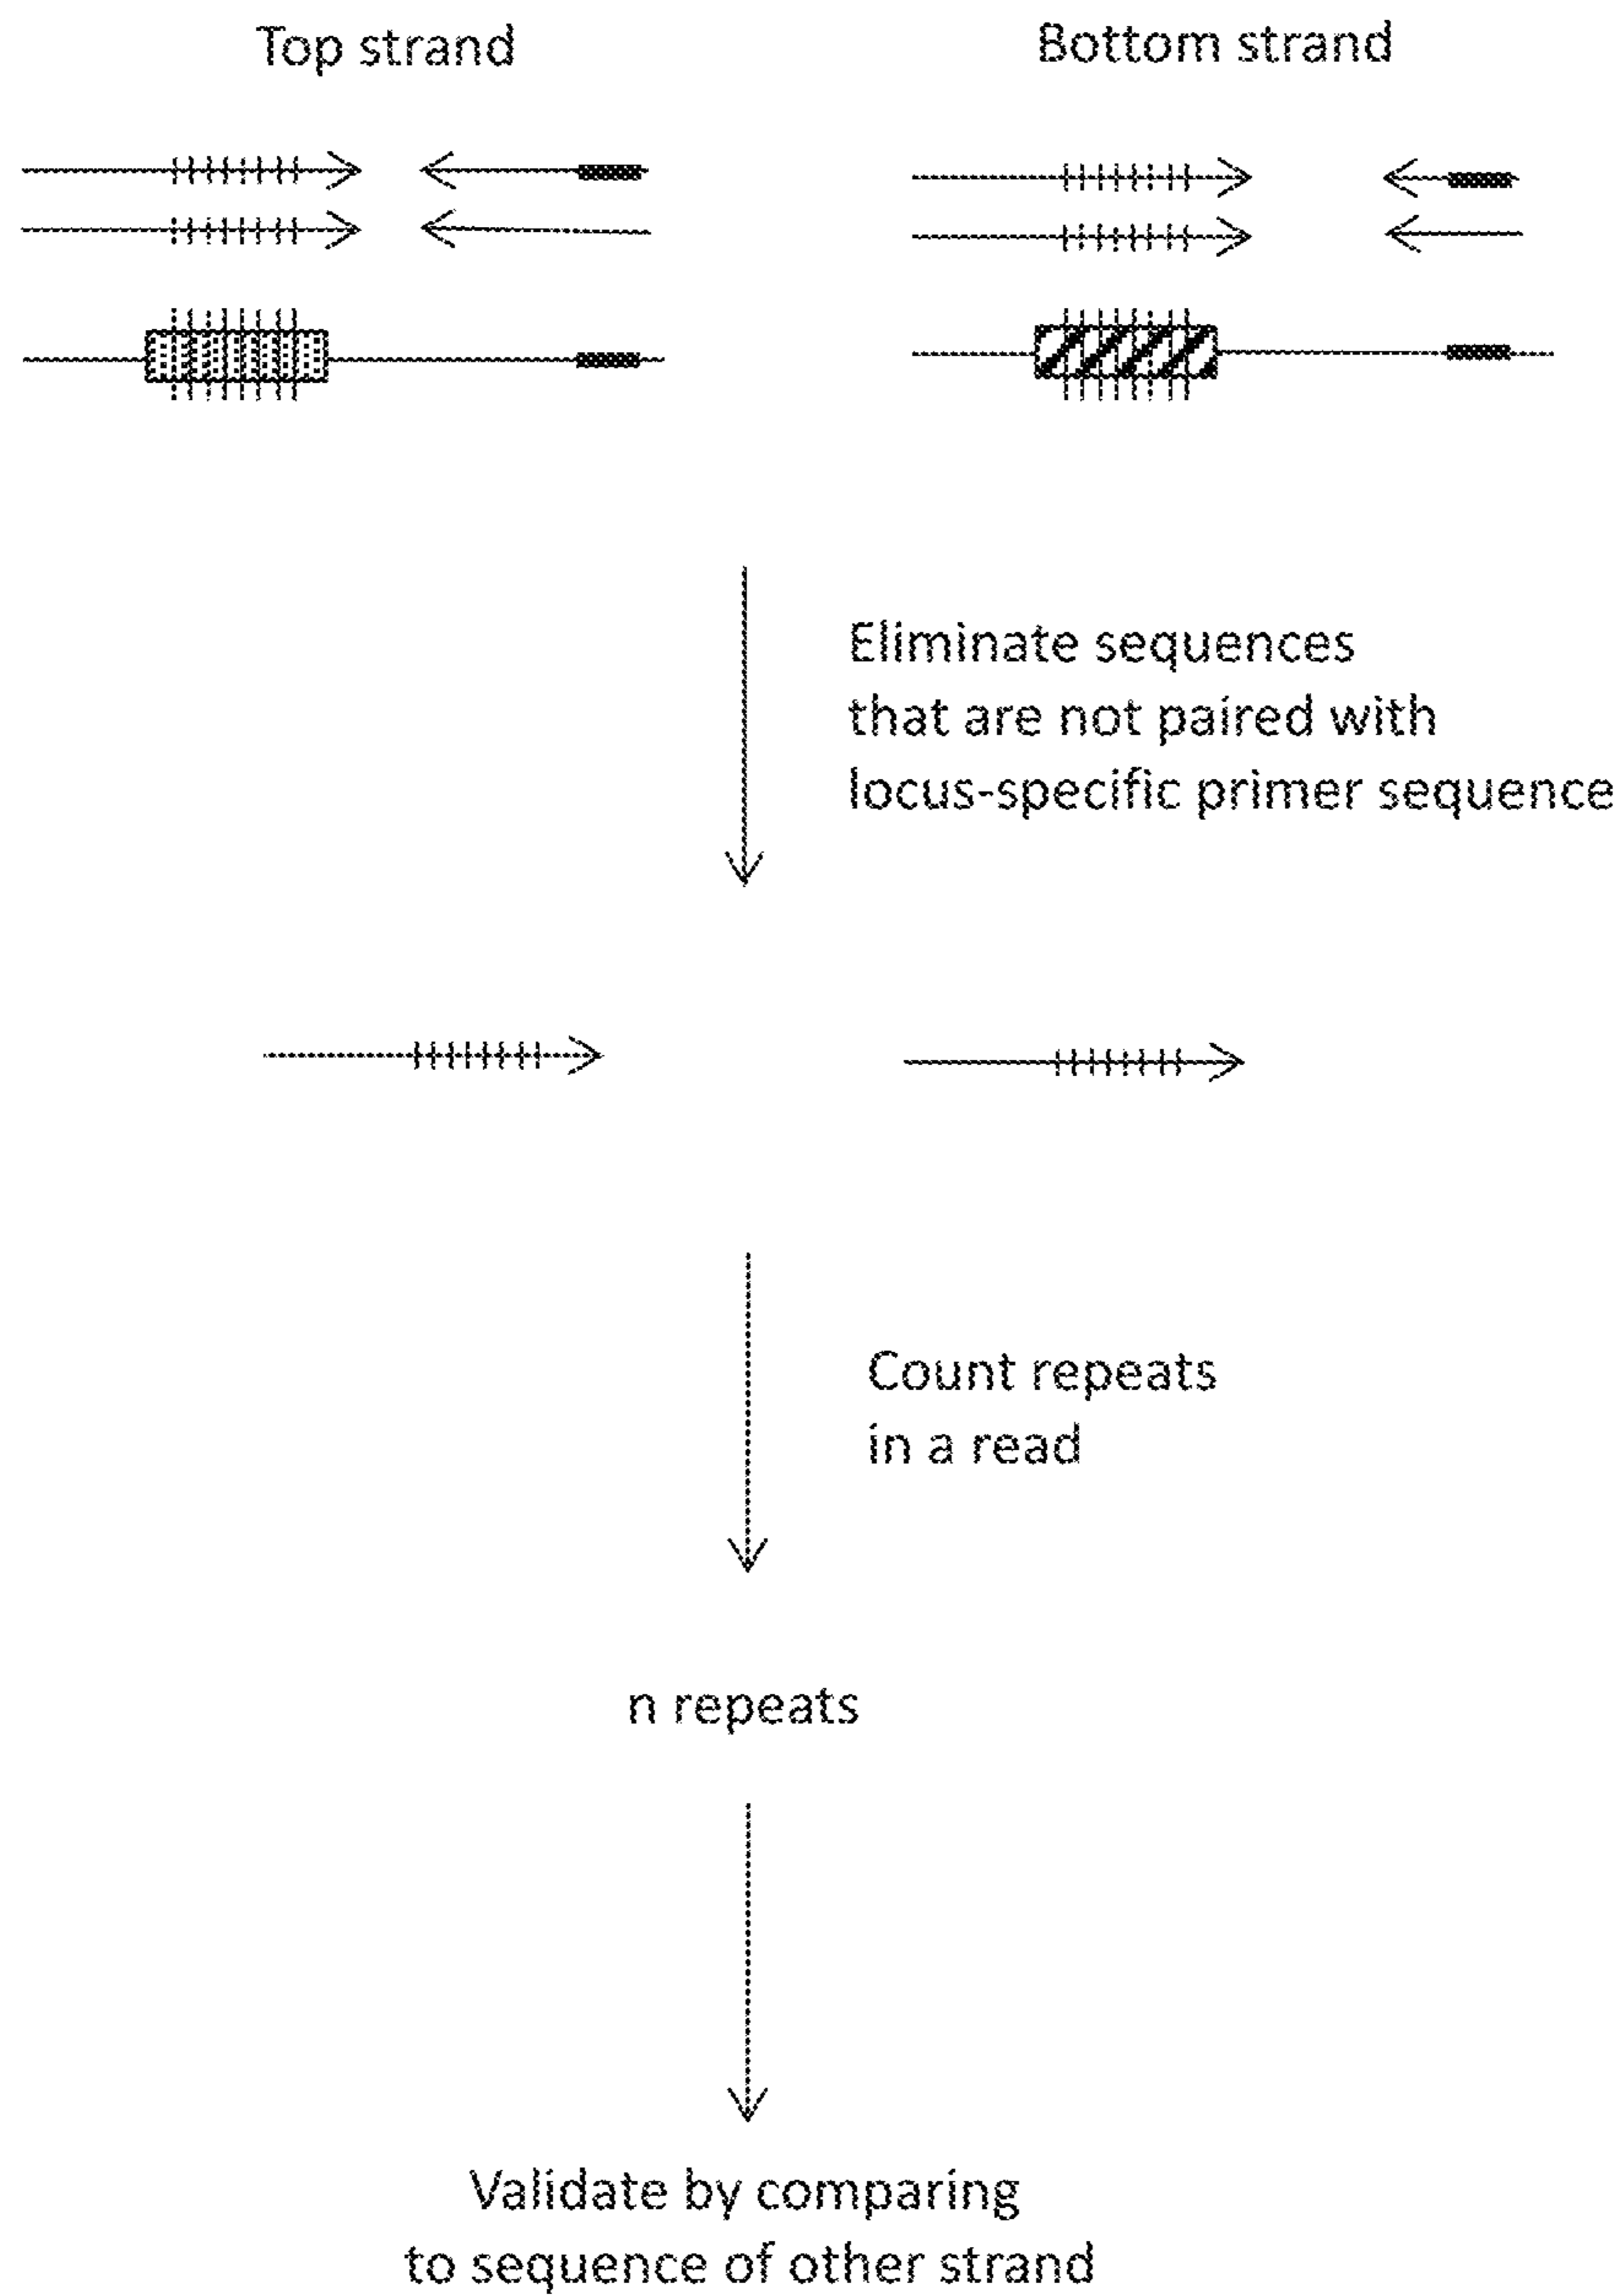 Top strand
Bottom strand
Eliminate sequences
that are not paired with
locus-specific primer sequence
Count repeats
in a read
n repeats
Validate by comparing
to sequence of other strand